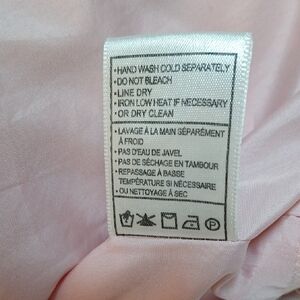 • HAND WASH COLD SEPARATELY
• DO NOT BLEACH
• LINE DRY
• IRON LOW HEAT IF NECESSARY
• OR DRY CLEAN
• LAVAGE À LA MAIN SÉPARÉMENT
À FROID
• PAS D'EAU DE JAVEL
• PAS DE SÉCHAGE EN TAMBOUR
• REPASSAGE À BASSE
TEMPÉRATURE SI NÉCESSAIRE
• OU NETTOYAGE À SEC
P